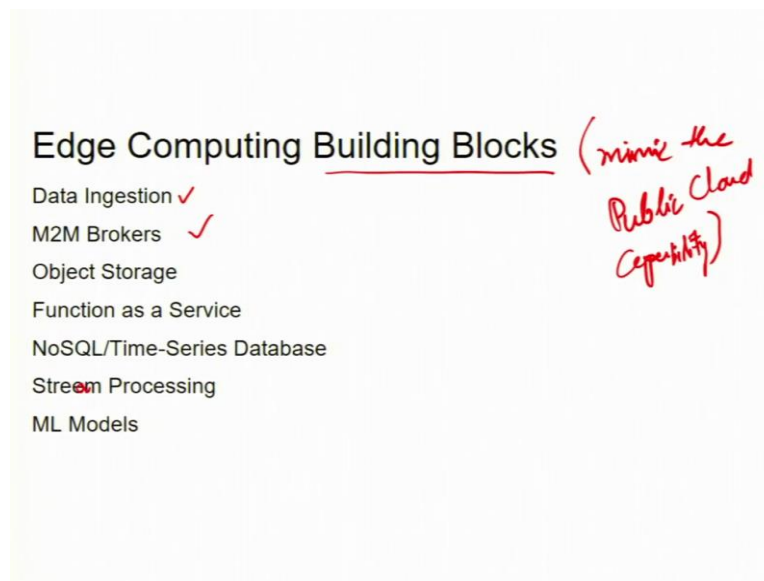 Edge Computing Building Blocks (mimic the
Public Cloud
Capability)
Data Ingestion ✓
M2M Brokers ✓
Object Storage
Function as a Service
NoSQL/Time-Series Database
Stream Processing
ML Models